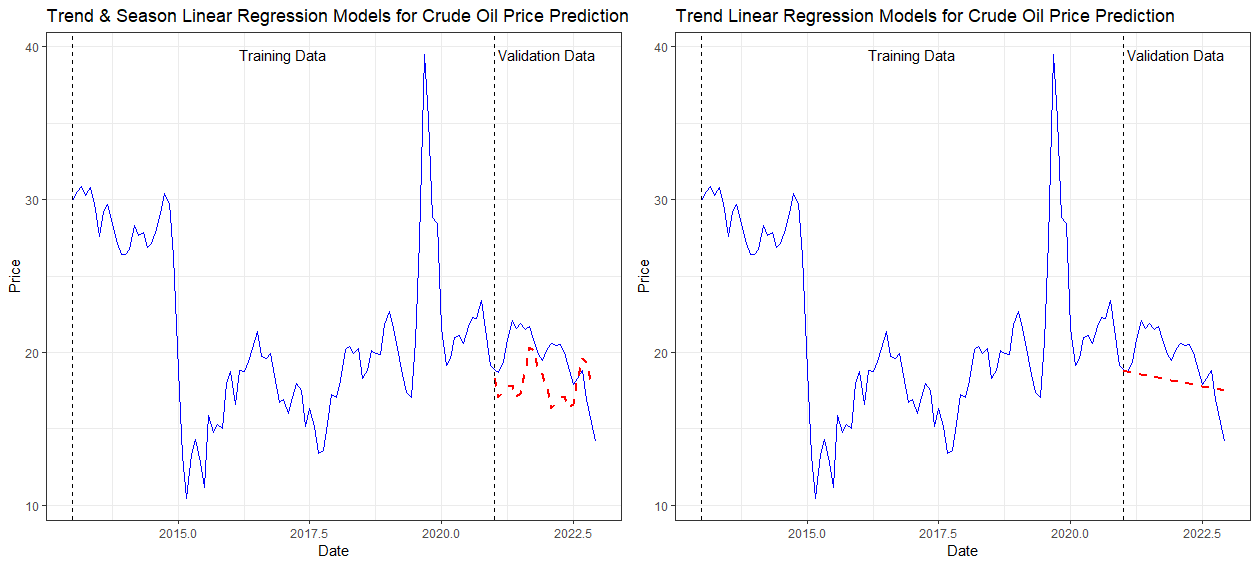 Trend & Season Linear Regression Models for Crude Oil Price Prediction
Training Data
Validation Data
40
30
20
10
Price
2015.0
2017.5
2020.0
2022.5
Date
Trend Linear Regression Models for Crude Oil Price Prediction
Training Data
Validation Data
40
30
20
10
Price
2015.0
2017.5
2020.0
2022.5
Date